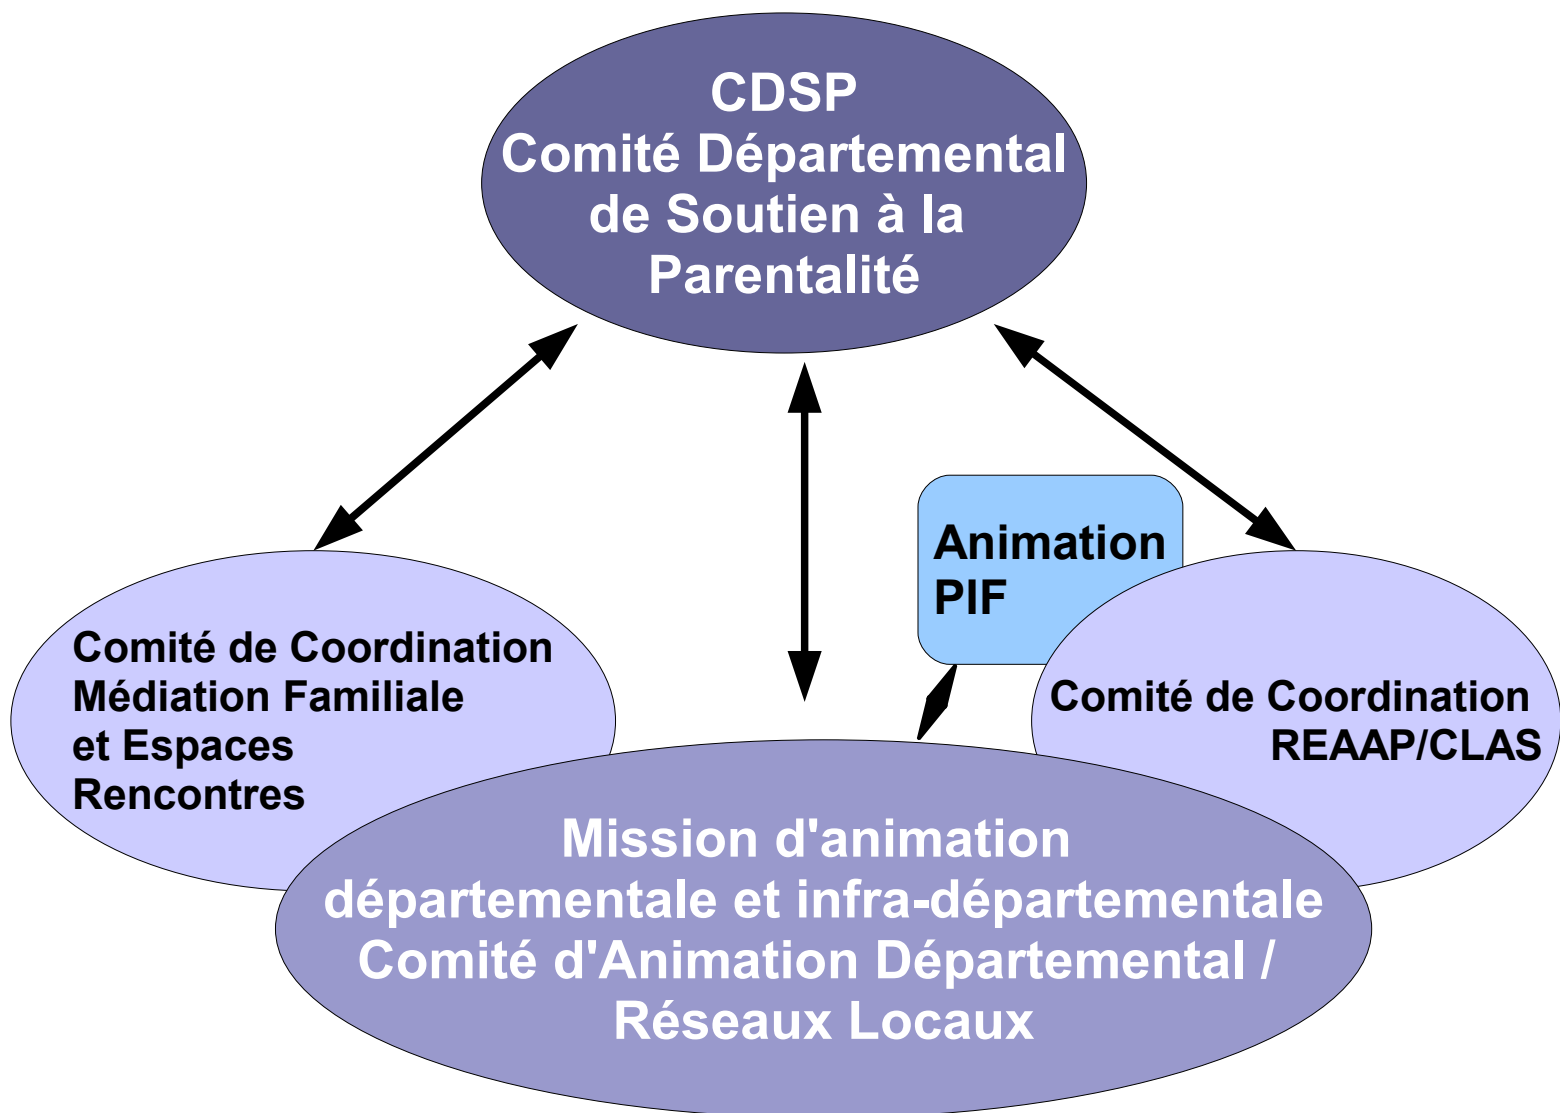 CDSP
Comité Départemental
de Soutien à la
Parentalité
Animation
PIF
Comité de Coordination
Médiation Familiale
et Espaces
Rencontres
Comité de Coordination
REAAP/CLAS
Mission d'animation
départementale et infra-départementale
Comité d'Animation Départemental /
Réseaux Locaux